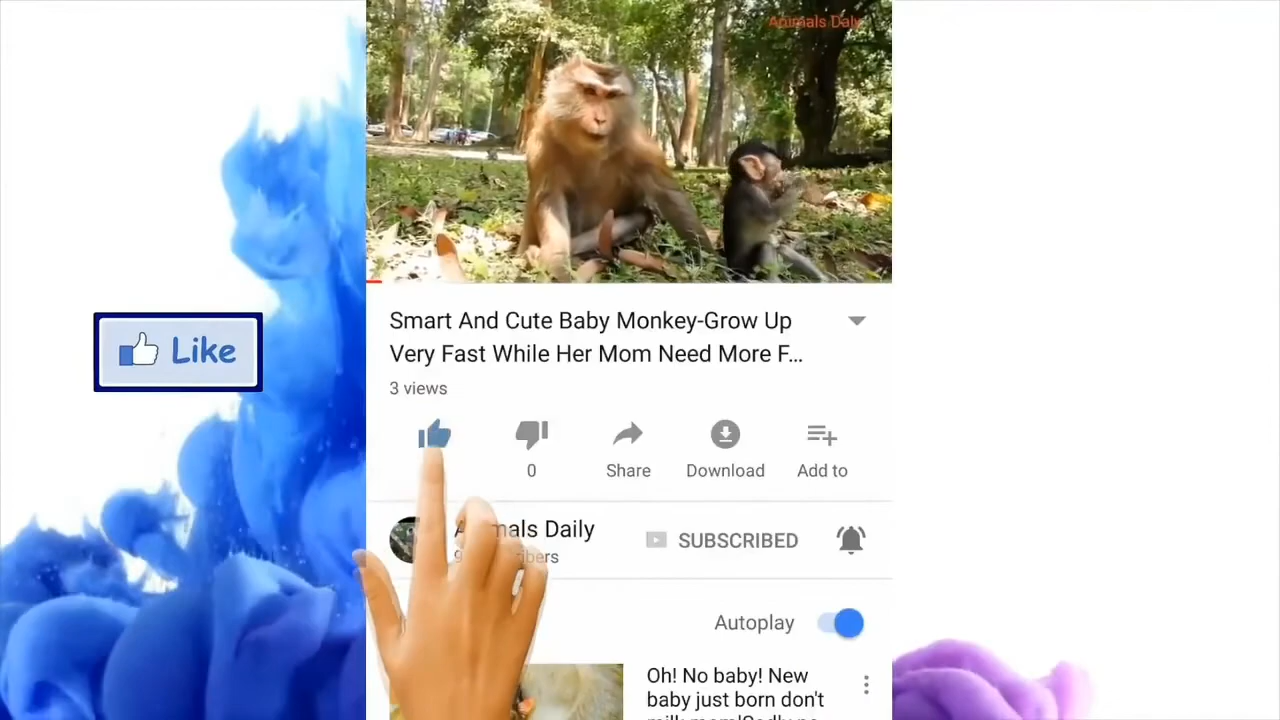 Animals Daly
Like
Smart And Cute Baby Monkey-Grow Up
Very Fast While Her Mom Need More F...
3 views
0
Share
Download
Add to
Daily
SUBSCRIBED
Autoplay
Oh! No baby! New
baby just born don't